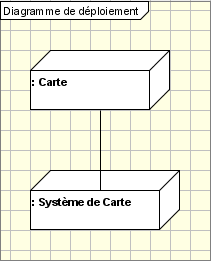 Diagramme de déploiement
: Carte
: Système de Carte